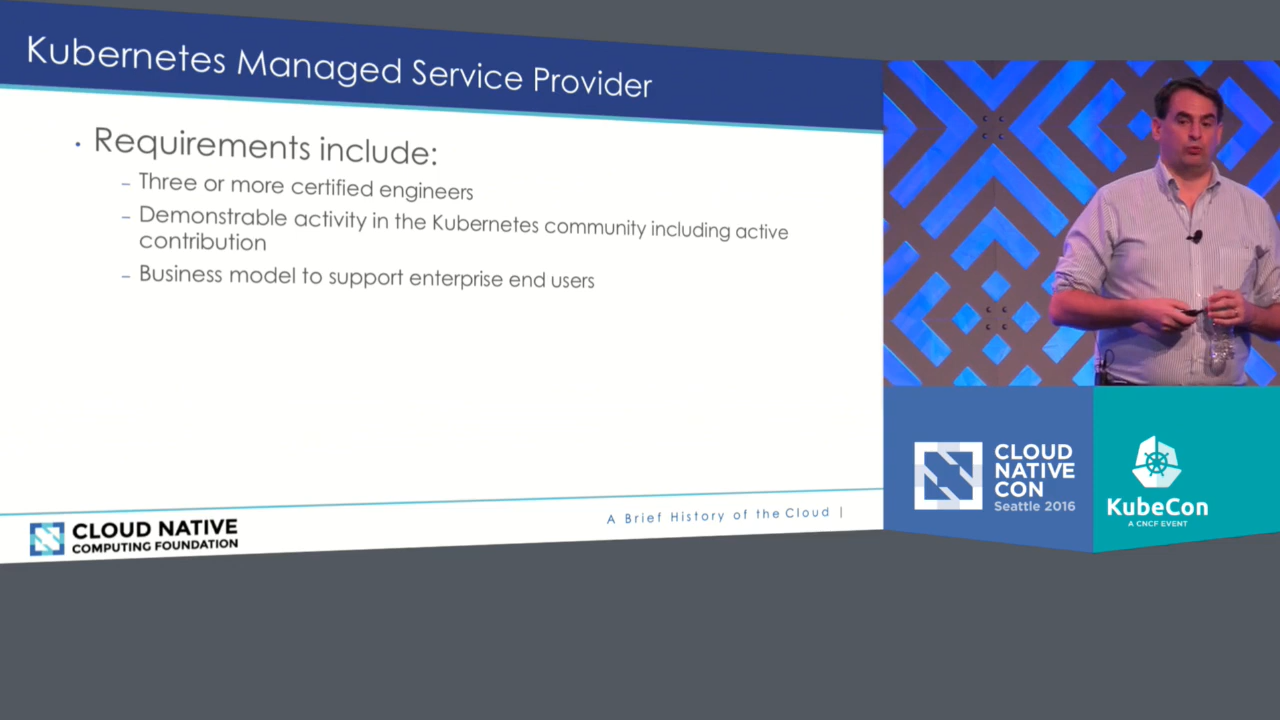 Kubernetes Managed Service Provider
• Requirements include:
– Three or more certified engineers
– Demonstrable activity in the Kubernetes community including active
contribution
– Business model to support enterprise end users
CLOUD NATIVE
COMPUTING FOUNDATION
A Brief History of the Cloud |
CLOUD
NATIVE
CON
Seattle 2016
KubeCon
A CNCF EVENT